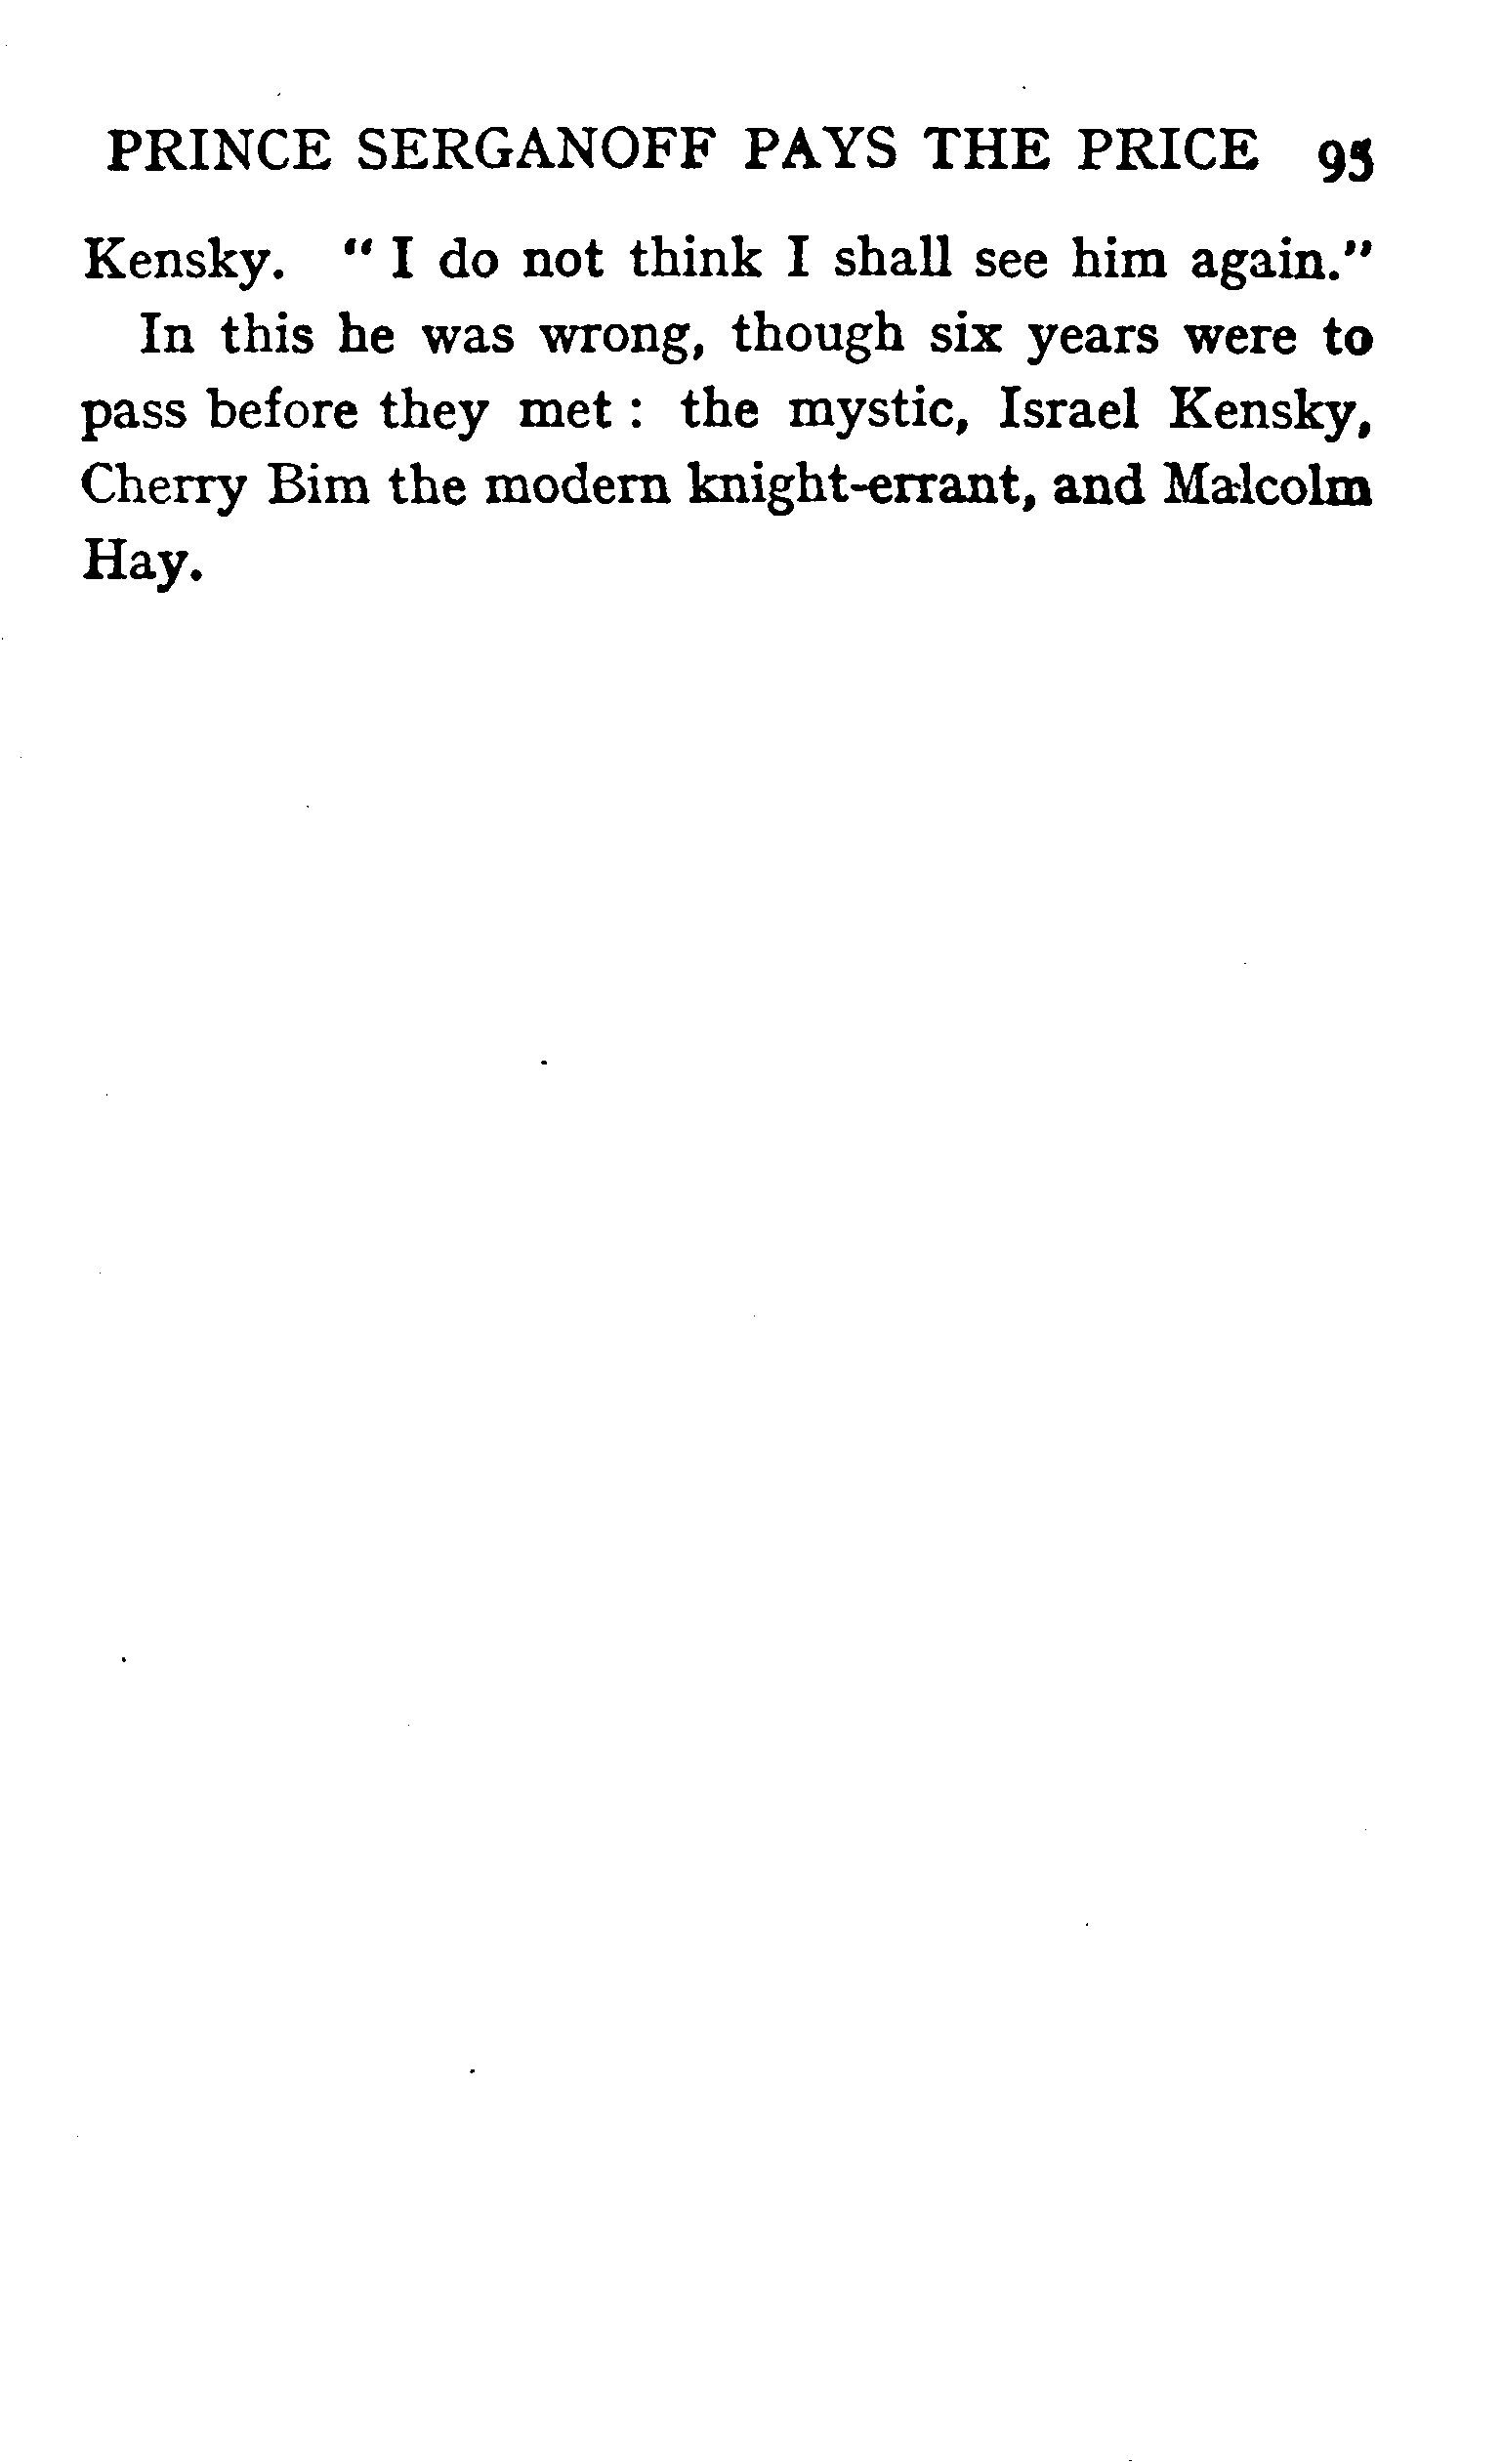 PRINCE SERGANOFF PAYS THE PRICE 95
Kensky. " I do not think I shall see him again."
In this he was wrong, though six years were to
pass before they met : the mystic, Israel Kensky,
Cherry Bim the modern knight-errant, and Malcolm
Hay.